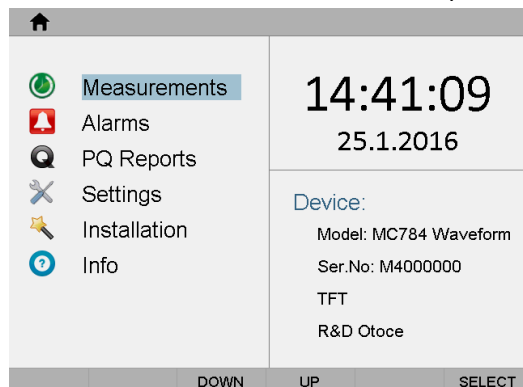 Measurements
Alarms
PQ Reports
Settings
Installation
Info
14:41:09
25.1.2016
Device:
Model: MC784 Waveform
Ser.No: M4000000
TFT
R&D Otoce
DOWN UP SELECT